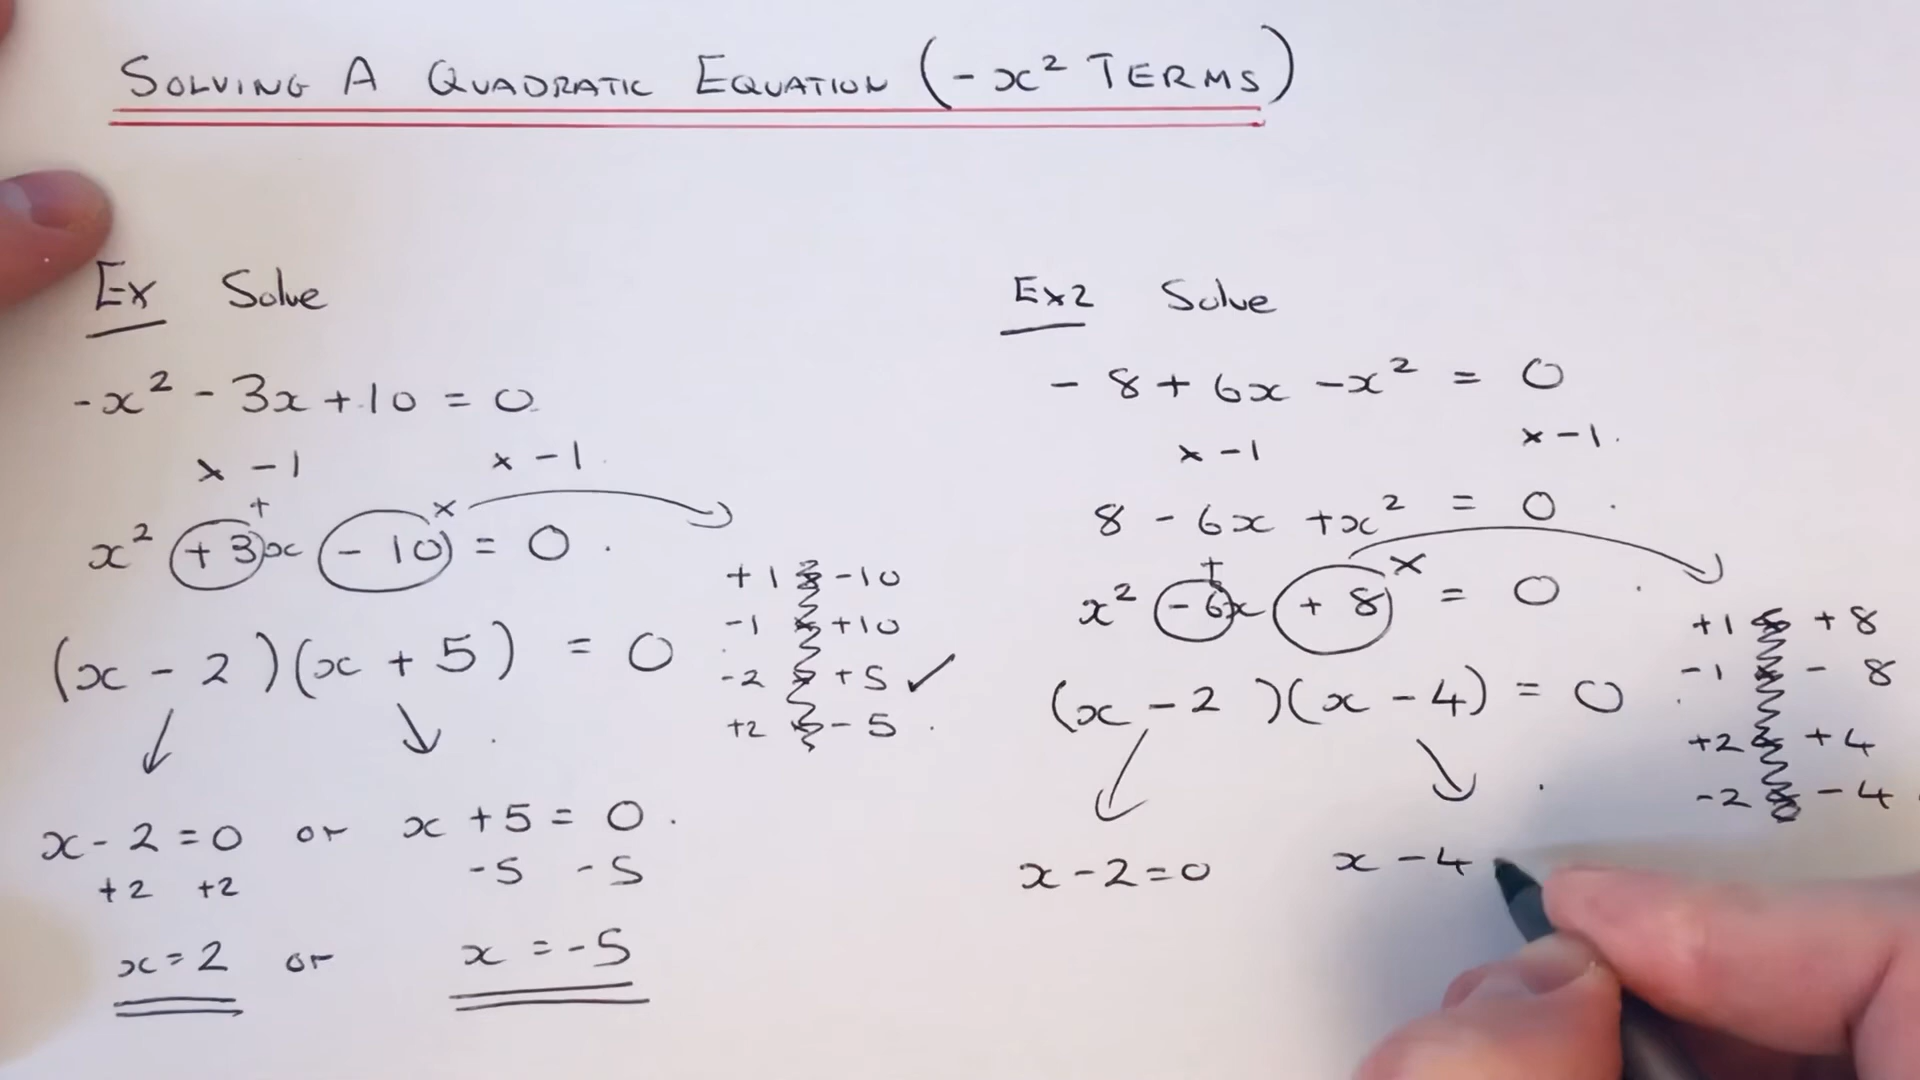 SOLVING A QUADRATIC EQUATION (-x² TERMS)
Ex Solve
-x² - 3x + 10 = 0
x -1 x -1
+ x
x² + 3x - 10 = 0
+1 -10
-1 +10
-2 +5 ✓
+2 -5
(x - 2)(x + 5) = 0
x - 2 = 0 or x + 5 = 0
+2 +2 -5 -5
x = 2 or x = -5
Ex2 Solve
- 8 + 6x - x² = 0
x -1 x -1
8 - 6x + x² = 0
+ x
x² - 6x + 8 = 0
+1 +8
-1 - 8
+2 +4
-2 -4
(x - 2)(x - 4) = 0
x - 2 = 0 x - 4